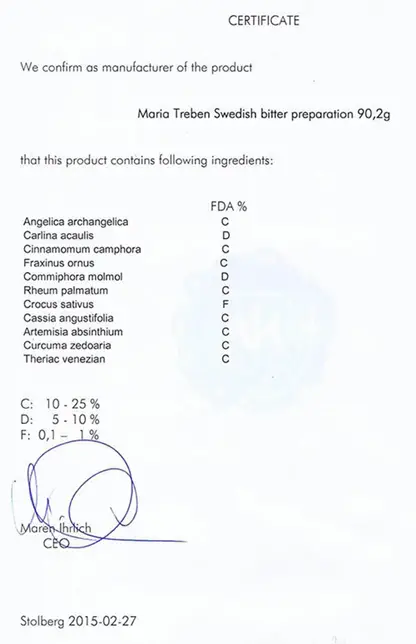 CERTIFICATE
We confirm as manufacturer of the product
Maria Treben Swedish bitter preparation 90,2g
that this product contains following ingredients:
FDA %
Angelica archangelica C
Carlina acaulis D
Cinnamomum camphora C
Fraxinus ornus C
Commiphora molmol D
Rheum palmatum C
Crocus sativus F
Cassia angustifolia C
Artemisia absinthium C
Curcuma zedoaria C
Theriac venezian C
C: 10 - 25 %
D: 5 - 10 %
F: 0,1 – 1 %
Maren Ihrlich
CEO
Stolberg 2015-02-27